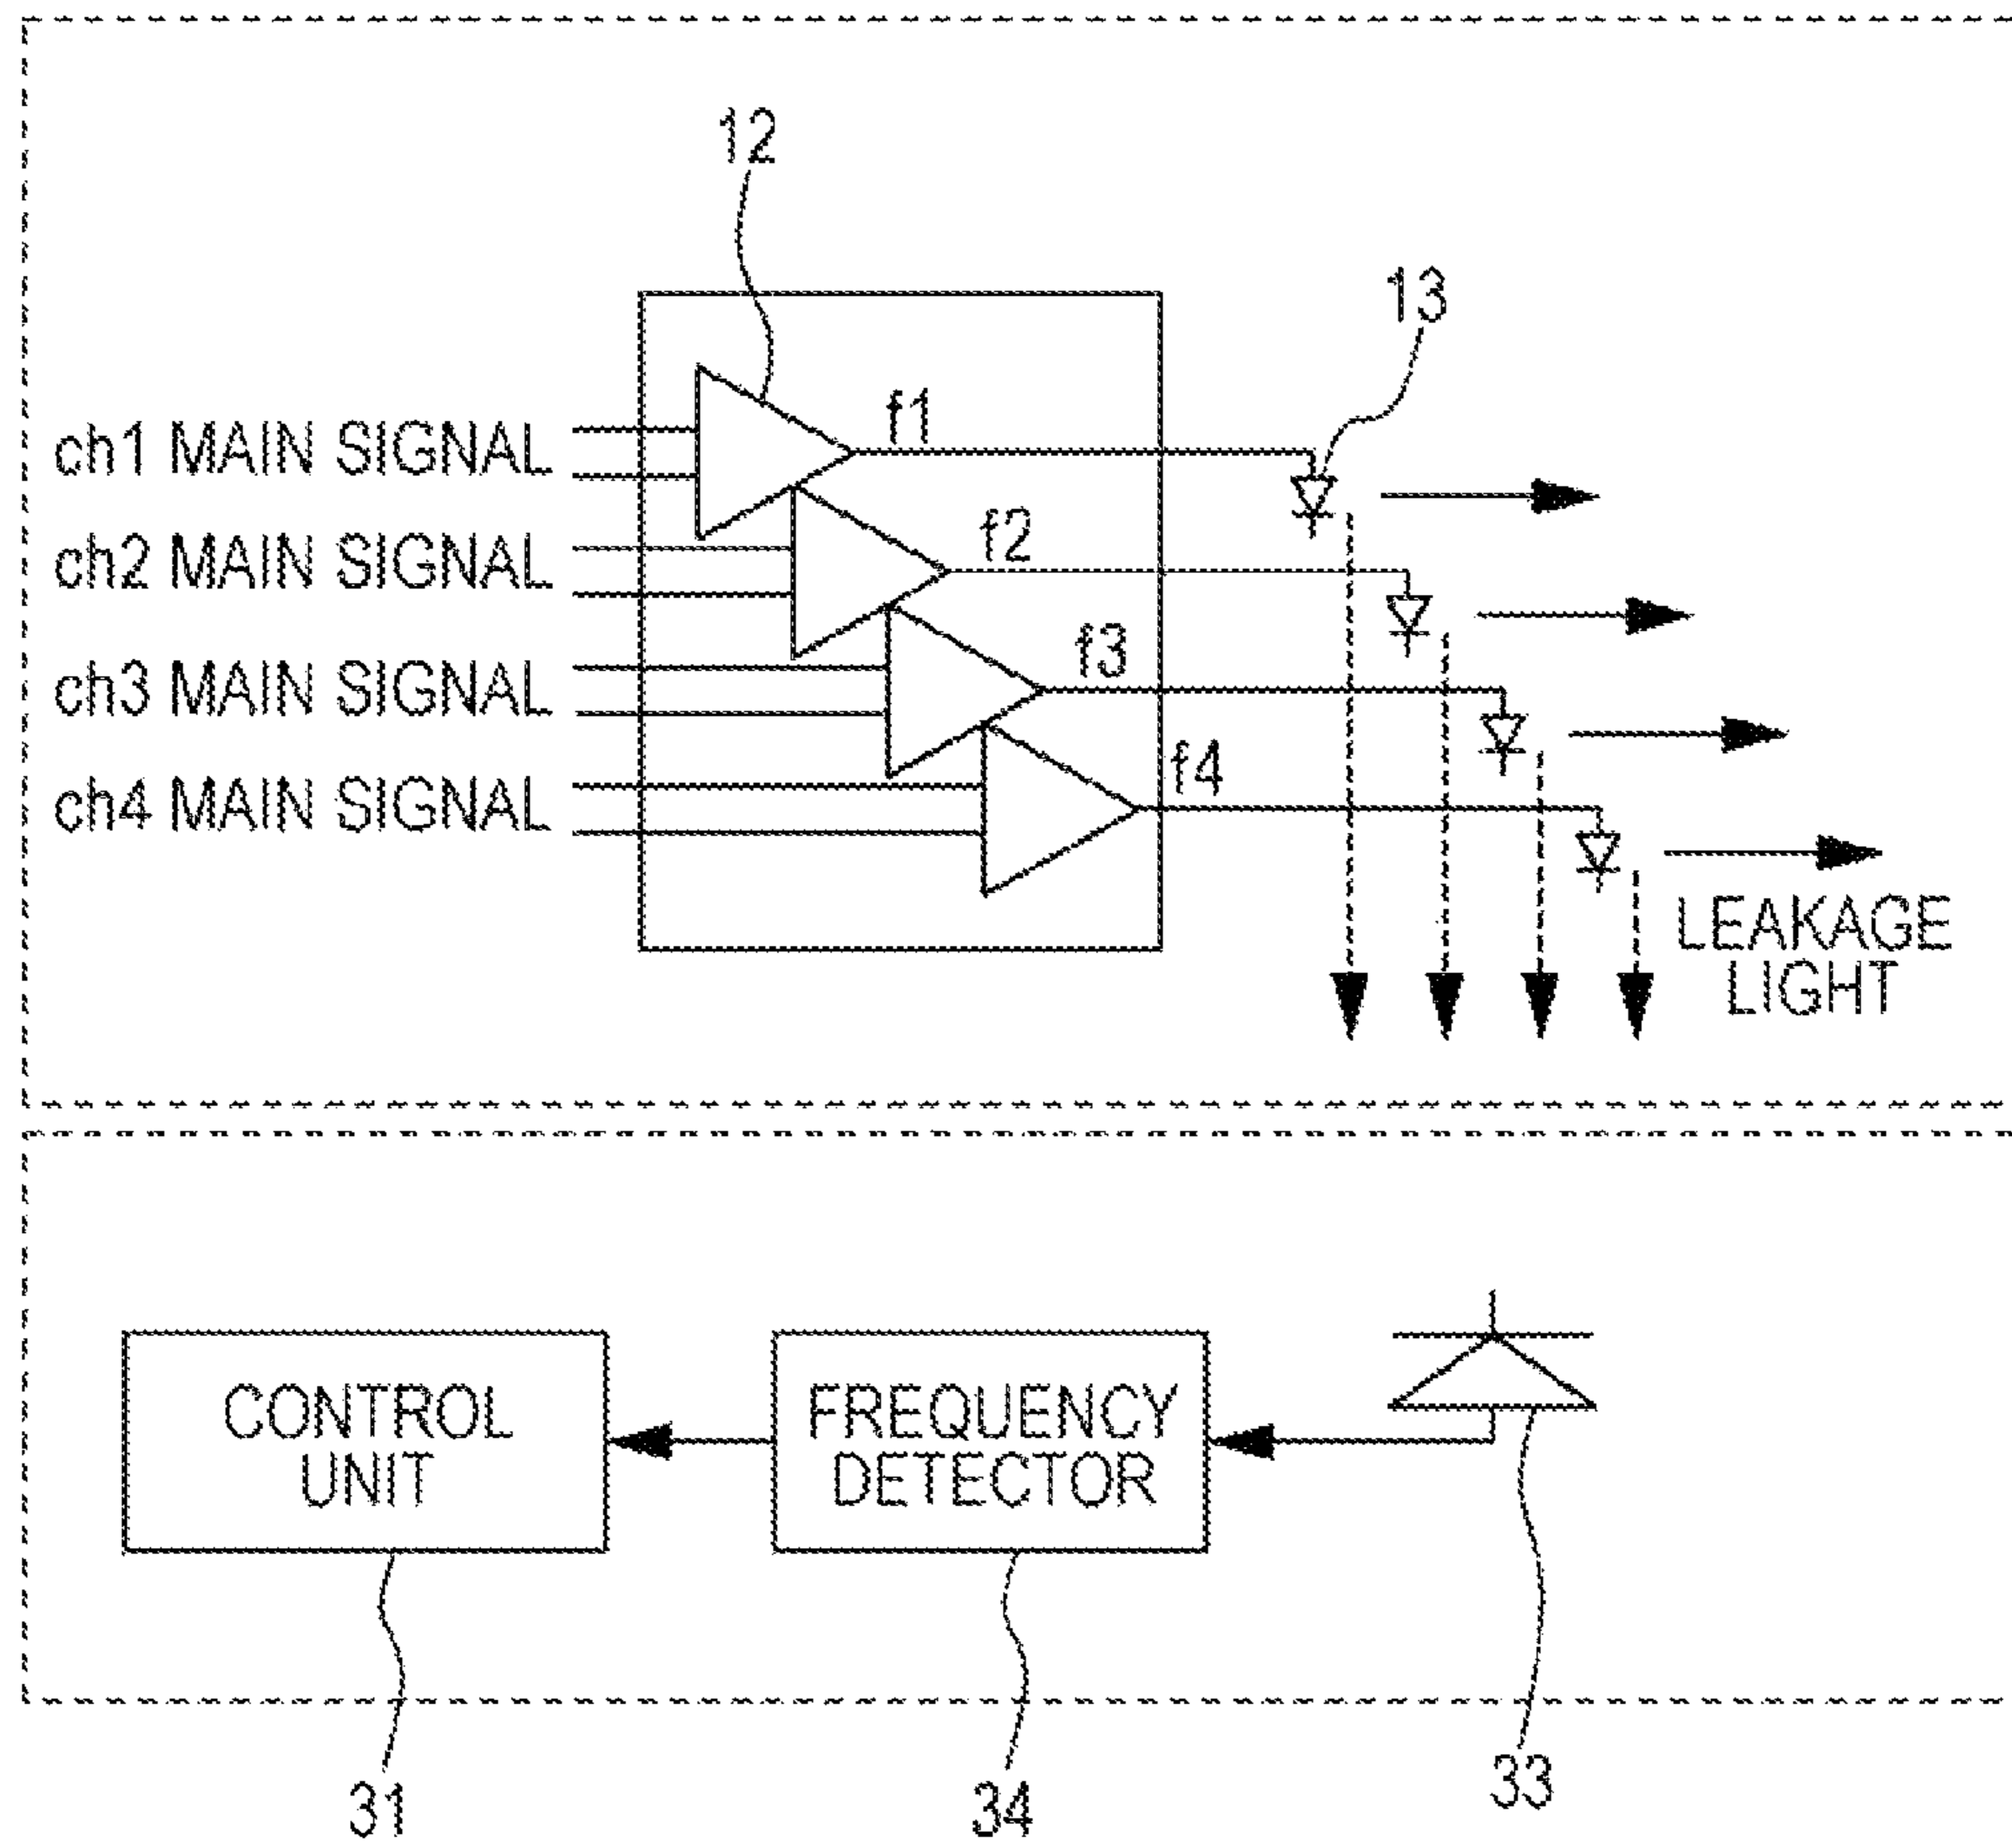 12
13
ch1 MAIN SIGNAL
f1
ch2 MAIN SIGNAL
f2
ch3 MAIN SIGNAL
f3
ch4 MAIN SIGNAL
f4
LEAKAGE
LIGHT
CONTROL
UNIT
FREQUENCY
DETECTOR
31
34
33